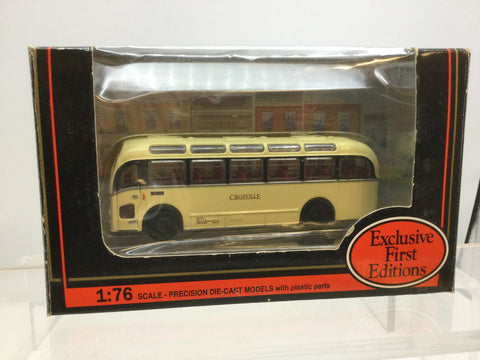 CROSVILLE
Exclusive
First
Editions
1:76 SCALE - PRECISION DIE-CAST MODELS with plastic parts